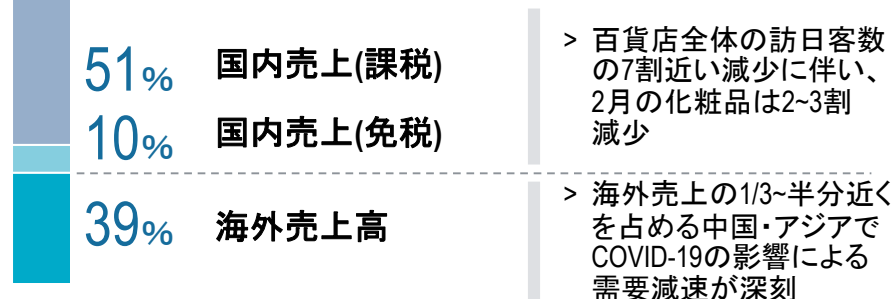 51% 国内売上(課税)
10% 国内売上(免税)
> 百貨店全体の訪日客数
の7割近い減少に伴い、
2月の化粧品は2~3割
減少
39% 海外売上高
> 海外売上の1/3~半分近く
を占める中国・アジアで
COVID-19の影響による
需要減速が深刻